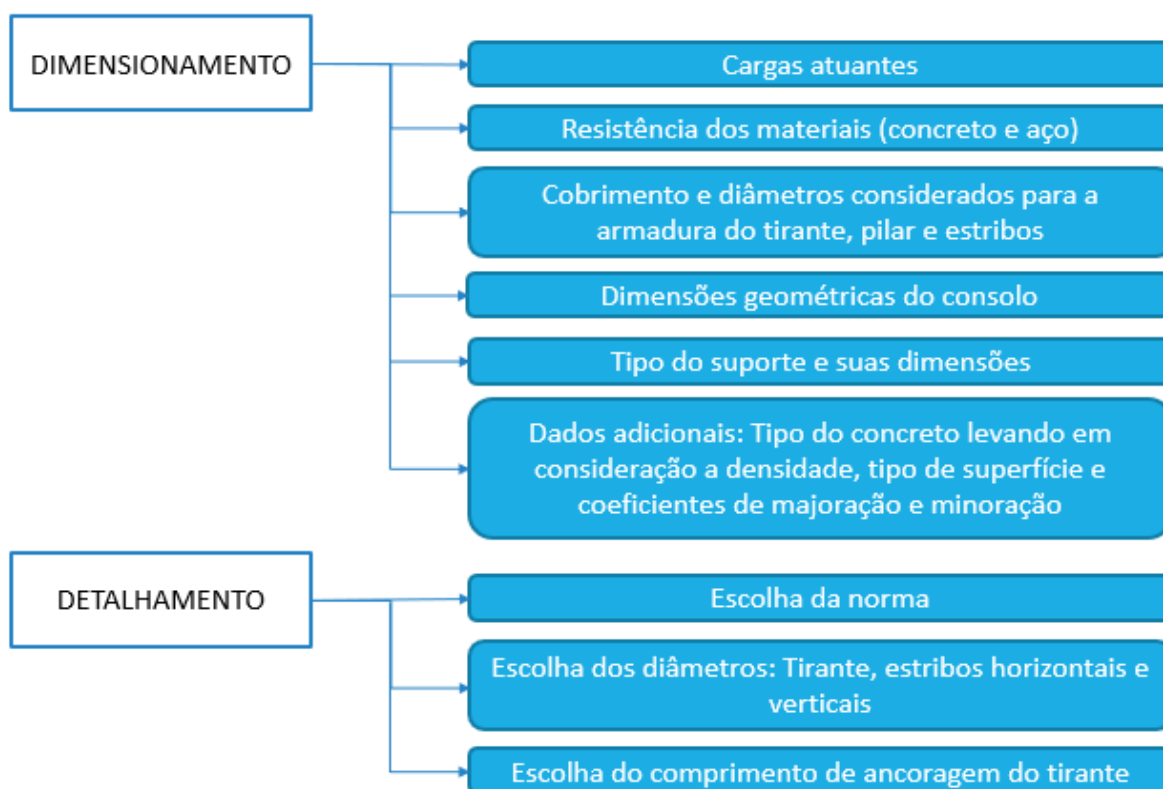 DIMENSIONAMENTO
Cargas atuantes
Resistência dos materiais (concreto e aço)
Cobrimento e diâmetros considerados para a
armadura do tirante, pilar e estribos
Dimensões geométricas do consolo
Tipo do suporte e suas dimensões
Dados adicionais: Tipo do concreto levando em
consideração a densidade, tipo de superfície e
coeficientes de majoração e minoração
DETALHAMENTO
Escolha da norma
Escolha dos diâmetros: Tirante, estribos horizontais e
verticais
Escolha do comprimento de ancoragem do tirante